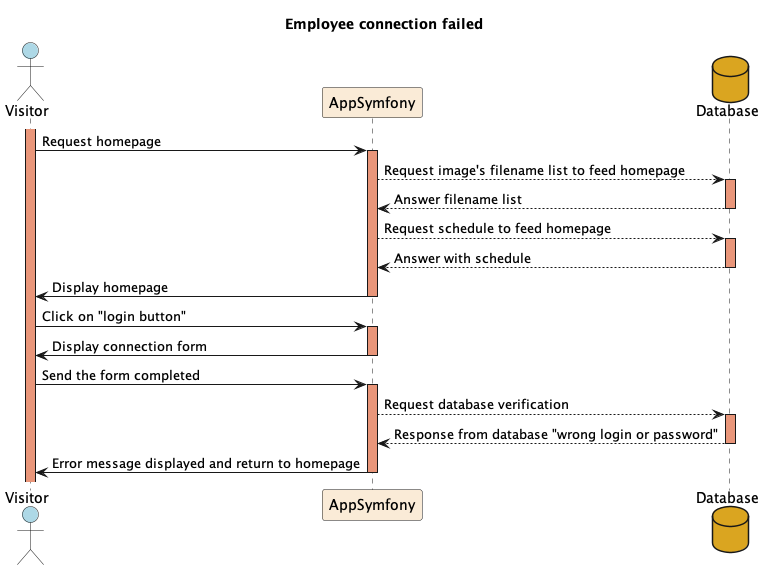 Employee connection failed
Visitor
AppSymfony
Database
Request homepage
Request image's filename list to feed homepage
Answer filename list
Request schedule to feed homepage
Answer with schedule
Display homepage
Click on "login button"
Display connection form
Send the form completed
Request database verification
Response from database "wrong login or password"
Error message displayed and return to homepage
Visitor
AppSymfony
Database